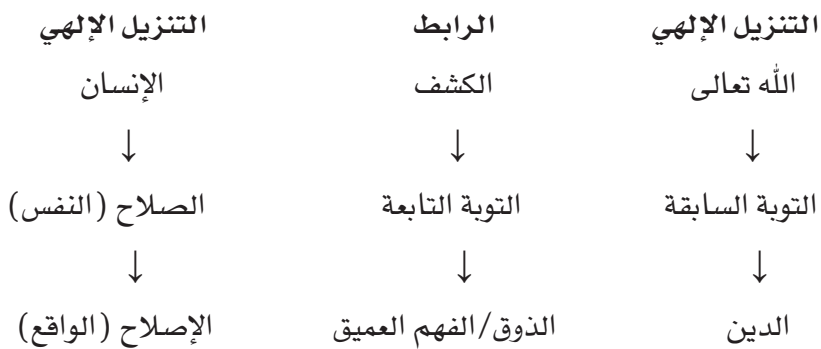 التنزيل الإلهي الرابط التنزيل الإلهي
الله تعالى الكشف الإنسان
↓ ↓ ↓
التوبة السابقة التوبة التابعة الصلاح (النفس)
↓ ↓ ↓
الدين الذوق/الفهم العميق الإصلاح (الواقع)